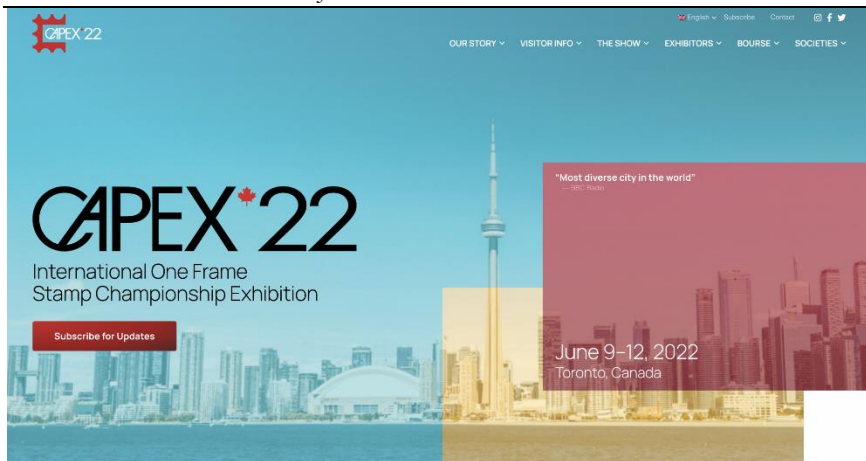 English Subscribe Contact
CAPEX 22
OUR STORY VISITOR INFO THE SHOW EXHIBITORS BOURSE SOCIETIES
"Most diverse city in the world"
— BBC Radio
CAPEX 22
International One Frame
Stamp Championship Exhibition
Subscribe for Updates
June 9–12, 2022
Toronto, Canada